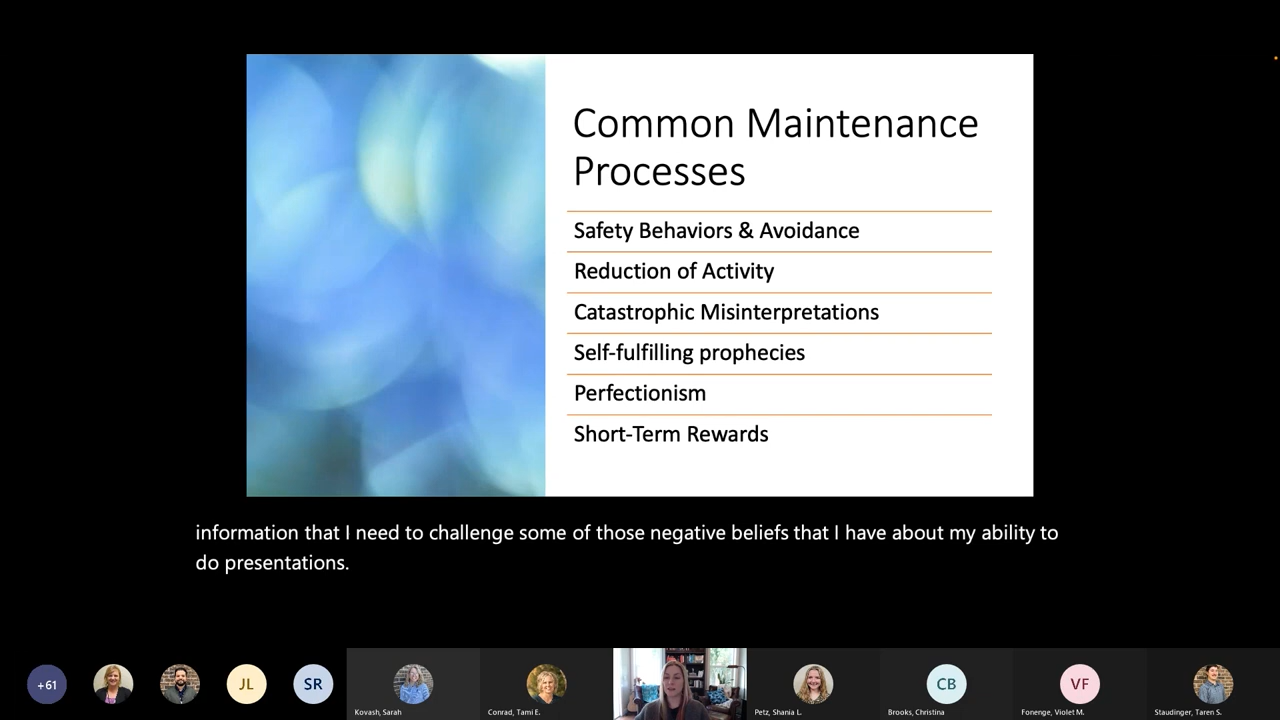 Common Maintenance
Processes
Safety Behaviors & Avoidance
Reduction of Activity
Catastrophic Misinterpretations
Self-fulfilling prophecies
Perfectionism
Short-Term Rewards
information that I need to challenge some of those negative beliefs that I have about my ability to
do presentations.
+61
JL
SR
CB
VF
Kovash, Sarah
Conrad, Tami E.
Petz, Shania L.
Brooks, Christina
Fonenge, Violet M.
Staudinger, Taren S.